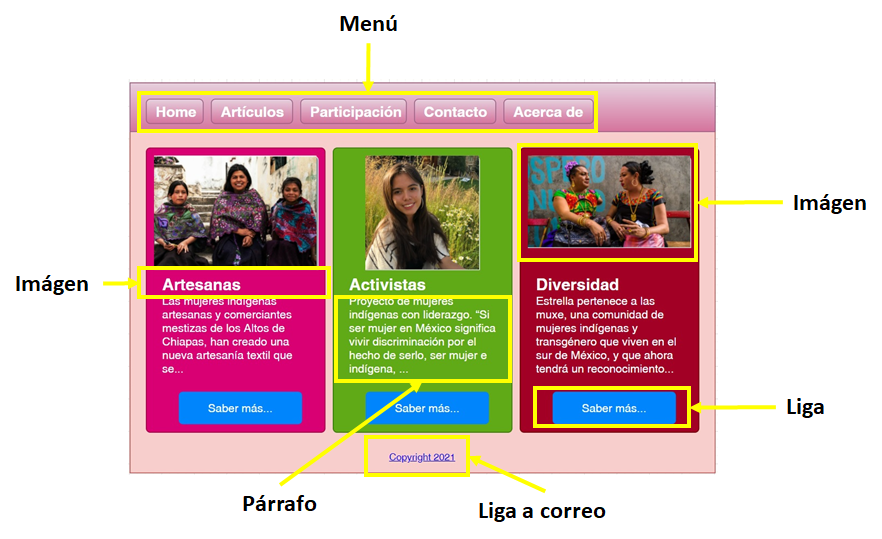 Menú
Home Artículos Participación Contacto Acerca de
Imágen
Imágen
Artesanas
Las mujeres indígenas
artesanas y comerciantes
mestizas de los Altos de
Chiapas, han creado una
nueva artesanía textil que
se...
Saber más...
Activistas
Proyecto de mujeres
indígenas con liderazgo. “Si
ser mujer en México significa
vivir discriminación por el
hecho de serlo, ser mujer e
indígena, ...
Saber más...
Diversidad
Estrella pertenece a las
muxe, una comunidad de
mujeres indígenas y
transgénero que viven en el
sur de México, y que ahora
tendrá un reconocimiento...
Saber más...
Liga
Copyright 2021
Párrafo
Liga a correo